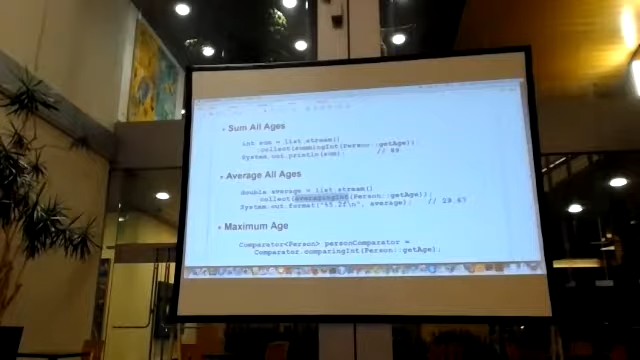 • Sum All Ages
int sum = list.stream()
.collect(summingInt(Person::getAge));
System.out.println(sum); // 89
• Average All Ages
double average = list.stream()
.collect(averagingInt(Person::getAge));
System.out.format("%5.2f\n", average); // 29.67
• Maximum Age
Comparator<Person> personComparator =
Comparator.comparingInt(Person::getAge);